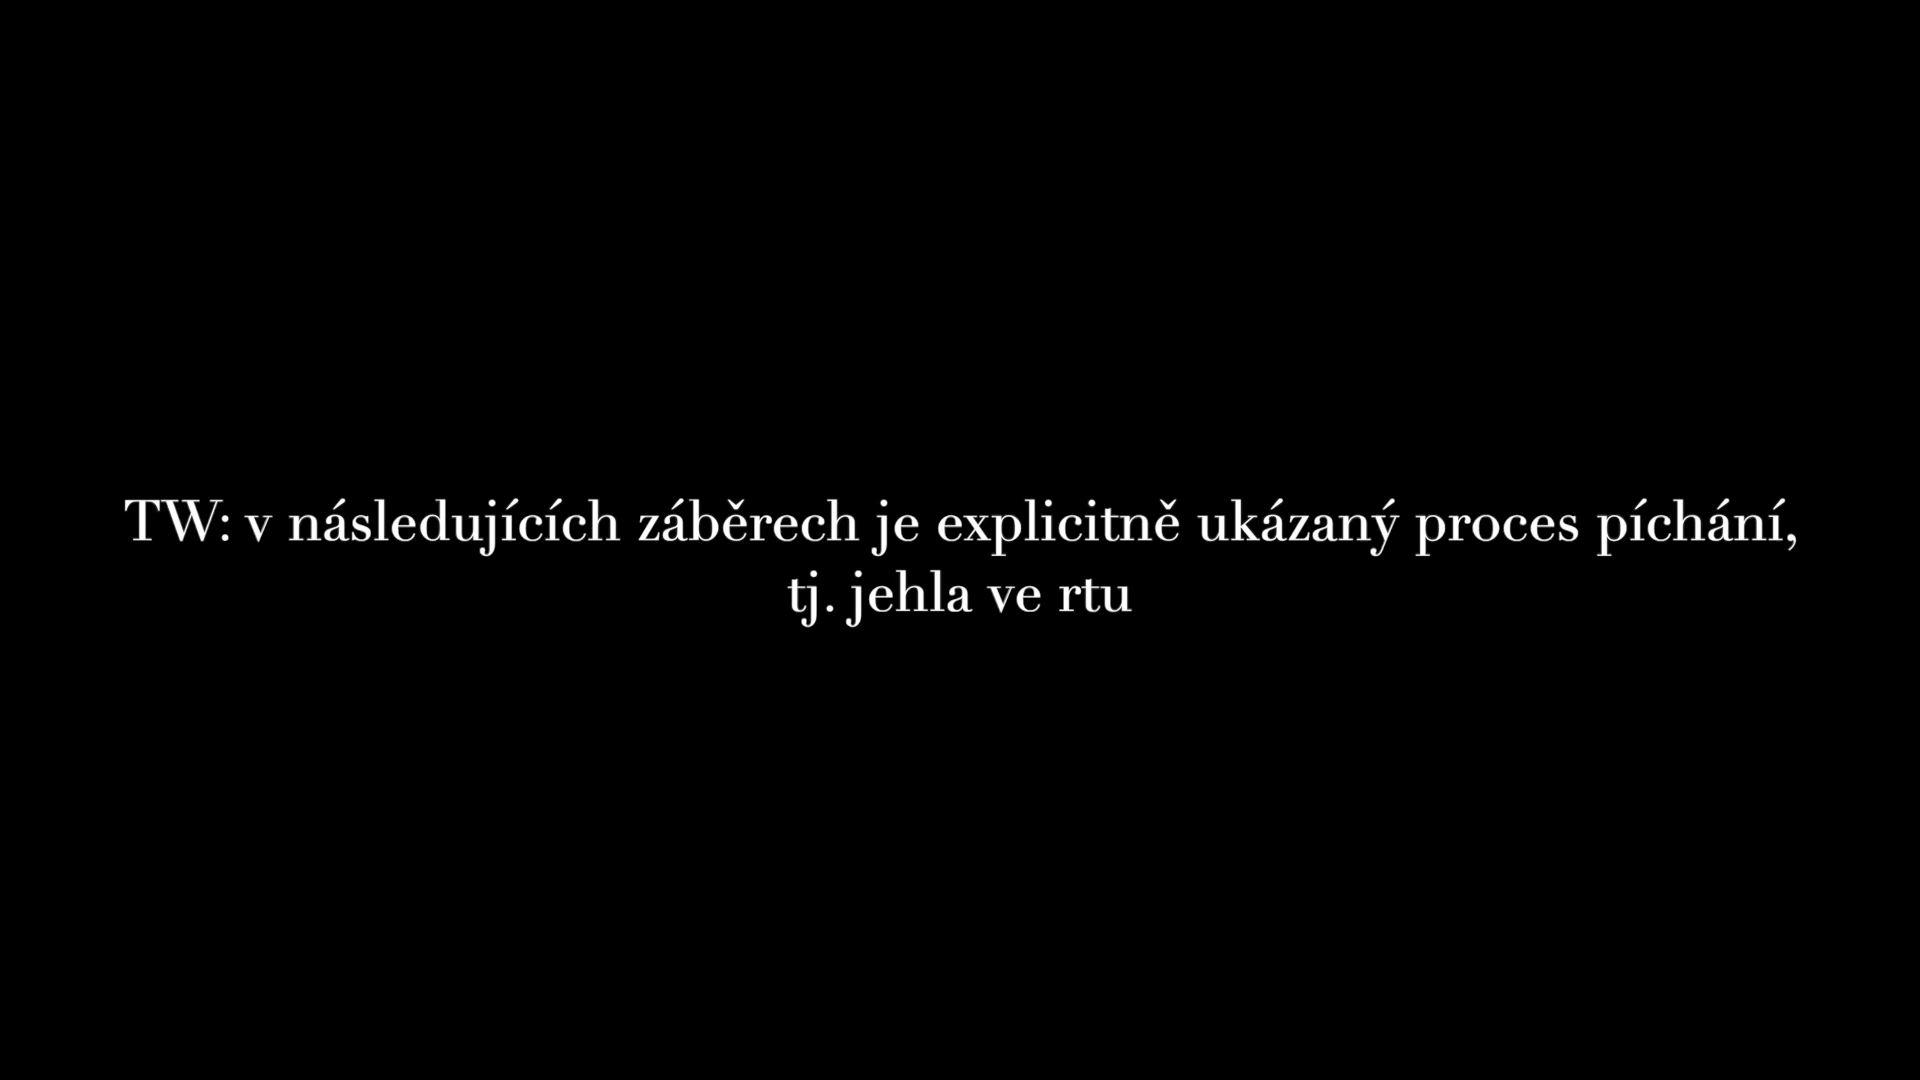 TW: v následujících záběrech je explicitně ukázaný proces píchání,
tj. jehla ve rtu